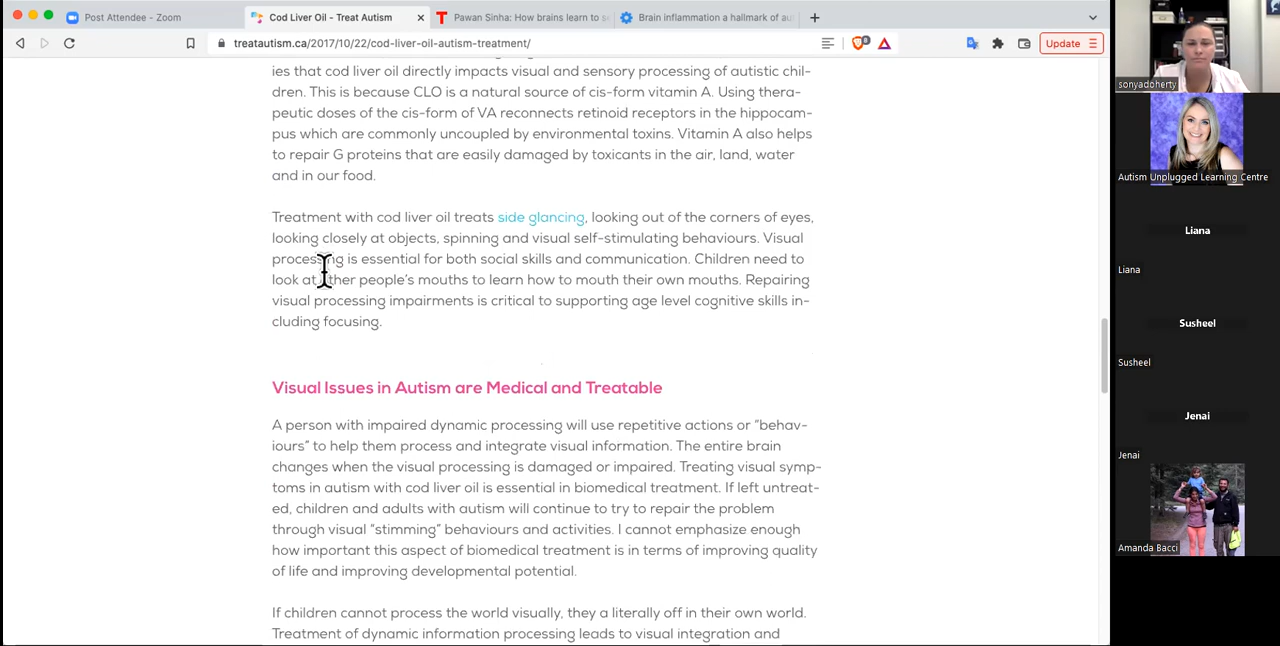 Post Attendee - Zoom
Cod Liver Oil - Treat Autism
Pawan Sinha: How brains learn to s
Brain inflammation a hallmark of au
treatautism.ca/2017/10/22/cod-liver-oil-autism-treatment/
Update
ies that cod liver oil directly impacts visual and sensory processing of autistic chil-
dren. This is because CLO is a natural source of cis-form vitamin A. Using thera-
peutic doses of the cis-form of VA reconnects retinoid receptors in the hippocam-
pus which are commonly uncoupled by environmental toxins. Vitamin A also helps
to repair G proteins that are easily damaged by toxicants in the air, land, water
and in our food.
Treatment with cod liver oil treats side glancing, looking out of the corners of eyes,
looking closely at objects, spinning and visual self-stimulating behaviours. Visual
processing is essential for both social skills and communication. Children need to
look at other people's mouths to learn how to mouth their own mouths. Repairing
visual processing impairments is critical to supporting age level cognitive skills in-
cluding focusing.
Visual Issues in Autism are Medical and Treatable
A person with impaired dynamic processing will use repetitive actions or "behav-
iours" to help them process and integrate visual information. The entire brain
changes when the visual processing is damaged or impaired. Treating visual symp-
toms in autism with cod liver oil is essential in biomedical treatment. If left untreat-
ed, children and adults with autism will continue to try to repair the problem
through visual "stimming" behaviours and activities. I cannot emphasize enough
how important this aspect of biomedical treatment is in terms of improving quality
of life and improving developmental potential.
If children cannot process the world visually, they a literally off in their own world.
Treatment of dynamic information processing leads to visual integration and
sonyadoherty
Autism Unplugged Learning Centre
Liana
Liana
Susheel
Susheel
Jenai
Jenai
Amanda Bacci